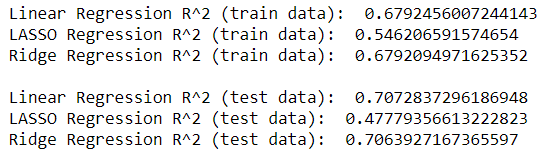 Linear Regression R^2 (train data):  0.6792456007244143
LASSO Regression R^2 (train data):  0.546206591574654
Ridge Regression R^2 (train data):  0.6792094971625352
Linear Regression R^2 (test data):  0.7072837296186948
LASSO Regression R^2 (test data):  0.47793566132222823
Ridge Regression R^2 (test data):  0.7063927167365597